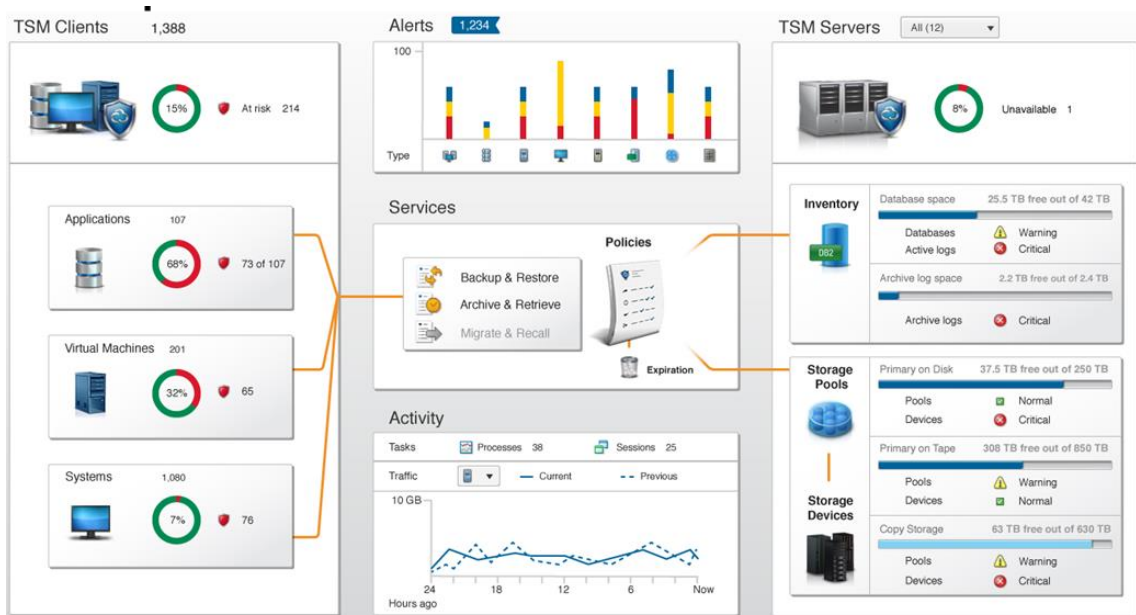 TSM Clients 1,388
15% At risk 214
Applications 107
68% 73 of 107
Virtual Machines 201
32% 65
Systems 1,080
7% 76
Alerts 1,234
100
Type
Services
Policies
Backup & Restore
Archive & Retrieve
Migrate & Recall
Expiration
Activity
Tasks Processes 38 Sessions 25
Traffic Current Previous
10 GB
24 18 12 6 Now
Hours ago
TSM Servers All (12)
8% Unavailable 1
Inventory
DB2
Database space 25.5 TB free out of 42 TB
Databases Warning
Active logs Critical
Archive log space 2.2 TB free out of 2.4 TB
Archive logs Critical
Storage
Pools
Primary on Disk 37.5 TB free out of 250 TB
Pools Normal
Devices Critical
Primary on Tape 308 TB free out of 850 TB
Pools Warning
Devices Normal
Storage
Devices
Copy Storage 63 TB free out of 630 TB
Pools Warning
Devices Critical